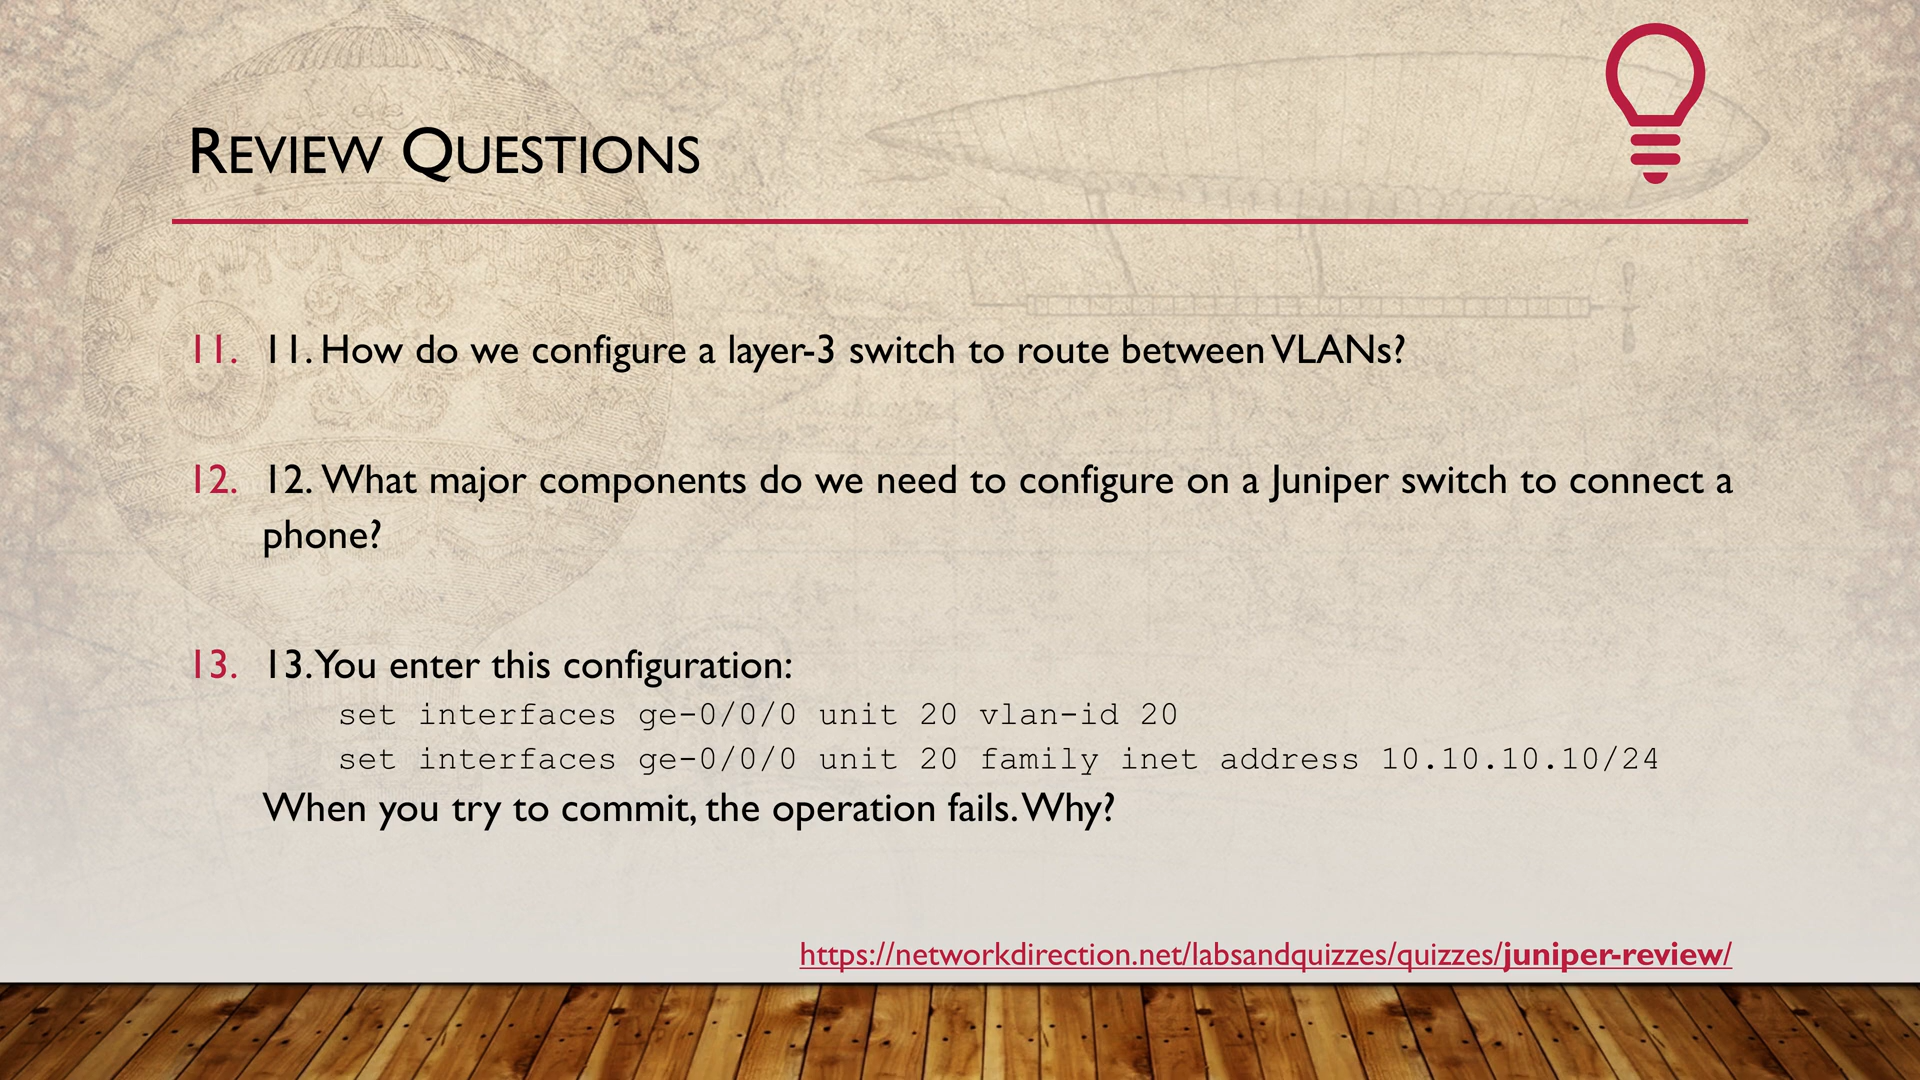 REVIEW QUESTIONS
11. 11. How do we configure a layer-3 switch to route between VLANs?
12. 12. What major components do we need to configure on a Juniper switch to connect a
phone?
13. 13. You enter this configuration:
set interfaces ge-0/0/0 unit 20 vlan-id 20
set interfaces ge-0/0/0 unit 20 family inet address 10.10.10.10/24
When you try to commit, the operation fails. Why?
https://networkdirection.net/labsandquizzes/quizzes/juniper-review/